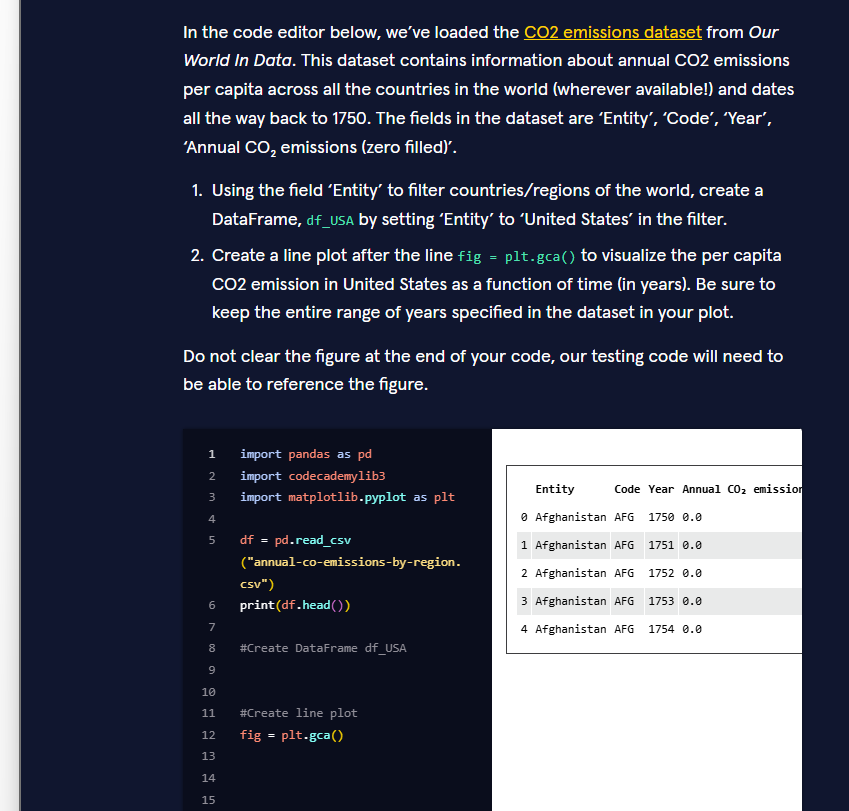 In the code editor below, we’ve loaded the CO2 emissions dataset from Our
World In Data. This dataset contains information about annual CO2 emissions
per capita across all the countries in the world (wherever available!) and dates
all the way back to 1750. The fields in the dataset are ‘Entity’, ‘Code’, ‘Year’,
‘Annual CO₂ emissions (zero filled)’.
1. Using the field ‘Entity’ to filter countries/regions of the world, create a
DataFrame, df_USA by setting ‘Entity’ to ‘United States’ in the filter.
2. Create a line plot after the line fig = plt.gca() to visualize the per capita
CO2 emission in United States as a function of time (in years). Be sure to
keep the entire range of years specified in the dataset in your plot.
Do not clear the figure at the end of your code, our testing code will need to
be able to reference the figure.
1 import pandas as pd
2 import codecademylib3
3 import matplotlib.pyplot as plt
4
5 df = pd.read_csv
("annual-co-emissions-by-region.
csv")
6 print(df.head())
7
8 #Create DataFrame df_USA
9
10
11 #Create line plot
12 fig = plt.gca()
13
14
15
Entity Code Year Annual CO₂ emission
0 Afghanistan AFG 1750 0.0
1 Afghanistan AFG 1751 0.0
2 Afghanistan AFG 1752 0.0
3 Afghanistan AFG 1753 0.0
4 Afghanistan AFG 1754 0.0